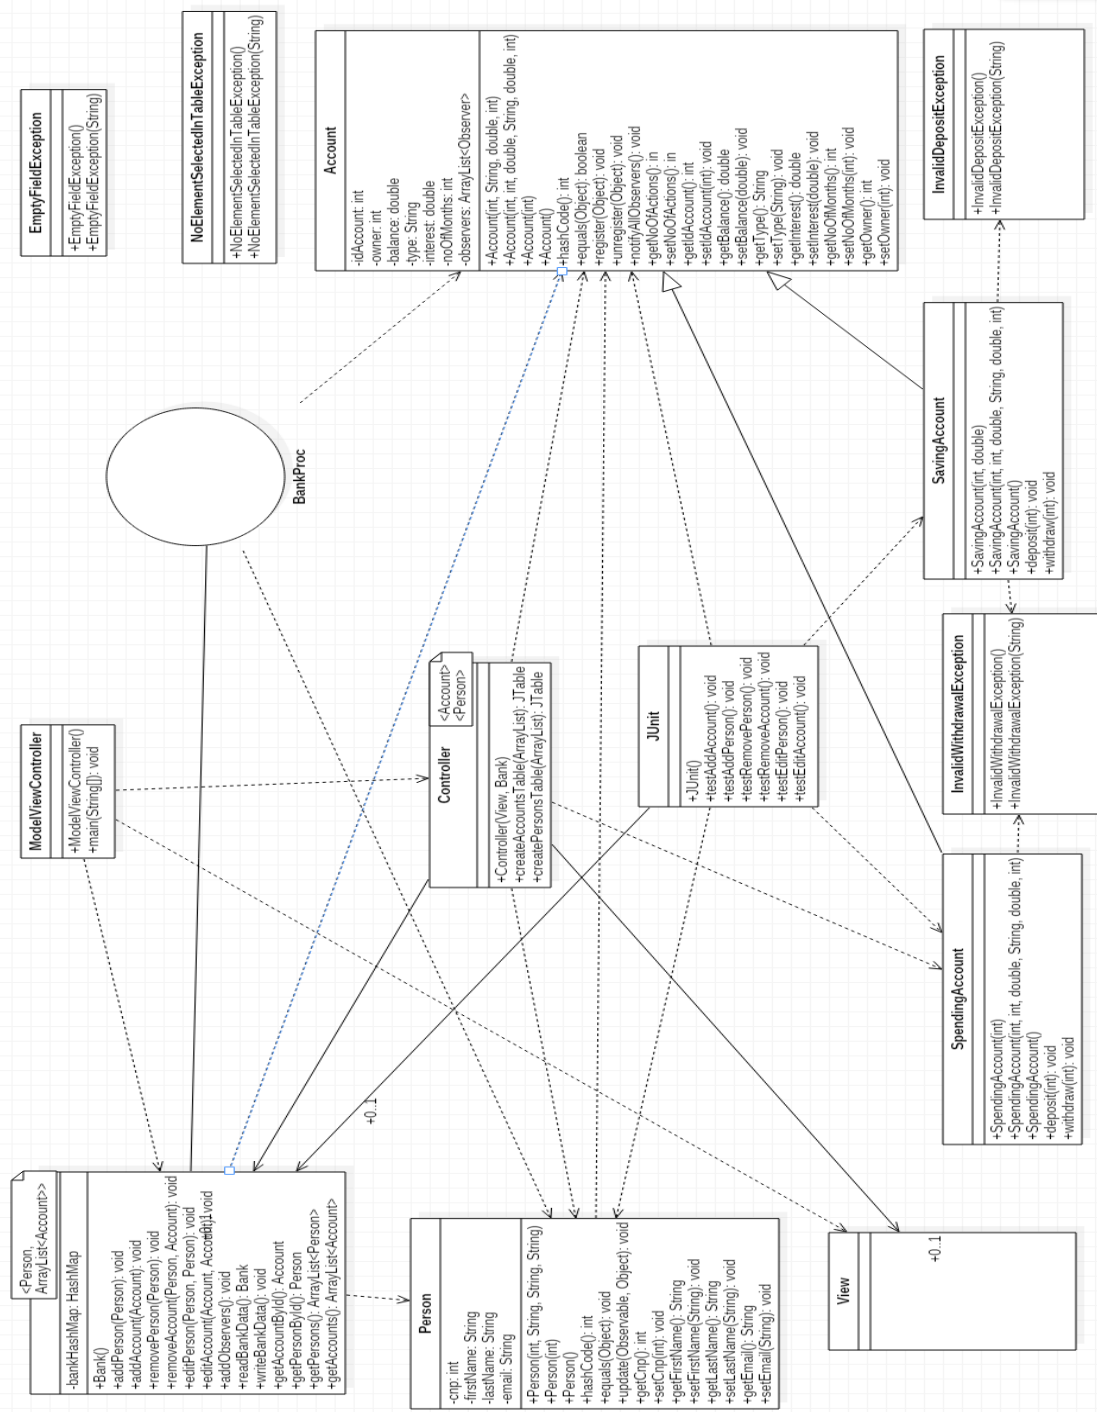 EmptyFieldException
+EmptyFieldException()
+EmptyFieldException(String)
NoElementSelectedInTableException
+NoElementSelectedInTableException()
+NoElementSelectedInTableException(String)
Account
-idAccount: int
-owner: int
-balance: double
-type: String
-interest: double
-noOfMonths: int
-observers: ArrayList<Observer>
+Account(int, String, double, int)
+Account(int, int, double, String, double, int)
+Account(int)
+Account()
+hashCode(): int
+equals(Object): boolean
+register(Object): void
+unregister(Object): void
+notifyAllObservers(): void
+getNoOfActions(): in
+setNoOfActions(): in
+getIdAccount(): int
+setIdAccount(int): void
+getBalance(): double
+setBalance(double): void
+getType(): String
+setType(String): void
+getInterest(): double
+setInterest(double): void
+getNoOfMonths(): int
+setNoOfMonths(int): void
+getOwner(): int
+setOwner(int): void
InvalidDepositException
+InvalidDepositException()
+InvalidDepositException(String)
BankProc
SavingAccount
+SavingAccount(int, double)
+SavingAccount(int, int, double, String, double, int)
+SavingAccount()
+deposit(int): void
+withdraw(int): void
ModelViewController
+ModelViewController()
+main(String[]): void
<Account>
<Person>
Controller
+Controller(View, Bank)
+createAccountsTable(ArrayList): JTable
+createPersonsTable(ArrayList): JTable
JUnit
+JUnit()
+testAddAccount(): void
+testAddPerson(): void
+testRemovePerson(): void
+testRemoveAccount(): void
+testEditPerson(): void
+testEditAccount(): void
InvalidWithdrawalException
+InvalidWithdrawalException()
+InvalidWithdrawalException(String)
SpendingAccount
+SpendingAccount(int)
+SpendingAccount(int, int, double, String, double, int)
+SpendingAccount()
+deposit(int): void
+withdraw(int): void
+0..1
<Person,
ArrayList<Account>>
-bankHashMap: HashMap
+Bank()
+addPerson(Person): void
+addAccount(Account): void
+removePerson(Person): void
+removeAccount(Person, Account): void
+editPerson(Person, Person): void
+editAccount(Account, Account): void
+addObservers(): void
+readBankData(): Bank
+writeBankData(): void
+getAccountById(): Account
+getPersonById(): Person
+getPersons(): ArrayList<Person>
+getAccounts(): ArrayList<Account>
Person
-cnp: int
-firstName: String
-lastName: String
-email: String
+Person(int, String, String, String)
+Person(int)
+Person()
+hashCode(): int
+equals(Object): void
+update(Observable, Object): void
+getCnp(): int
+setCnp(int): void
+getFirstName(): String
+setFirstName(String): void
+getLastName(): String
+setLastName(String): void
+getEmail(): String
+setEmail(String): void
View
+0..1